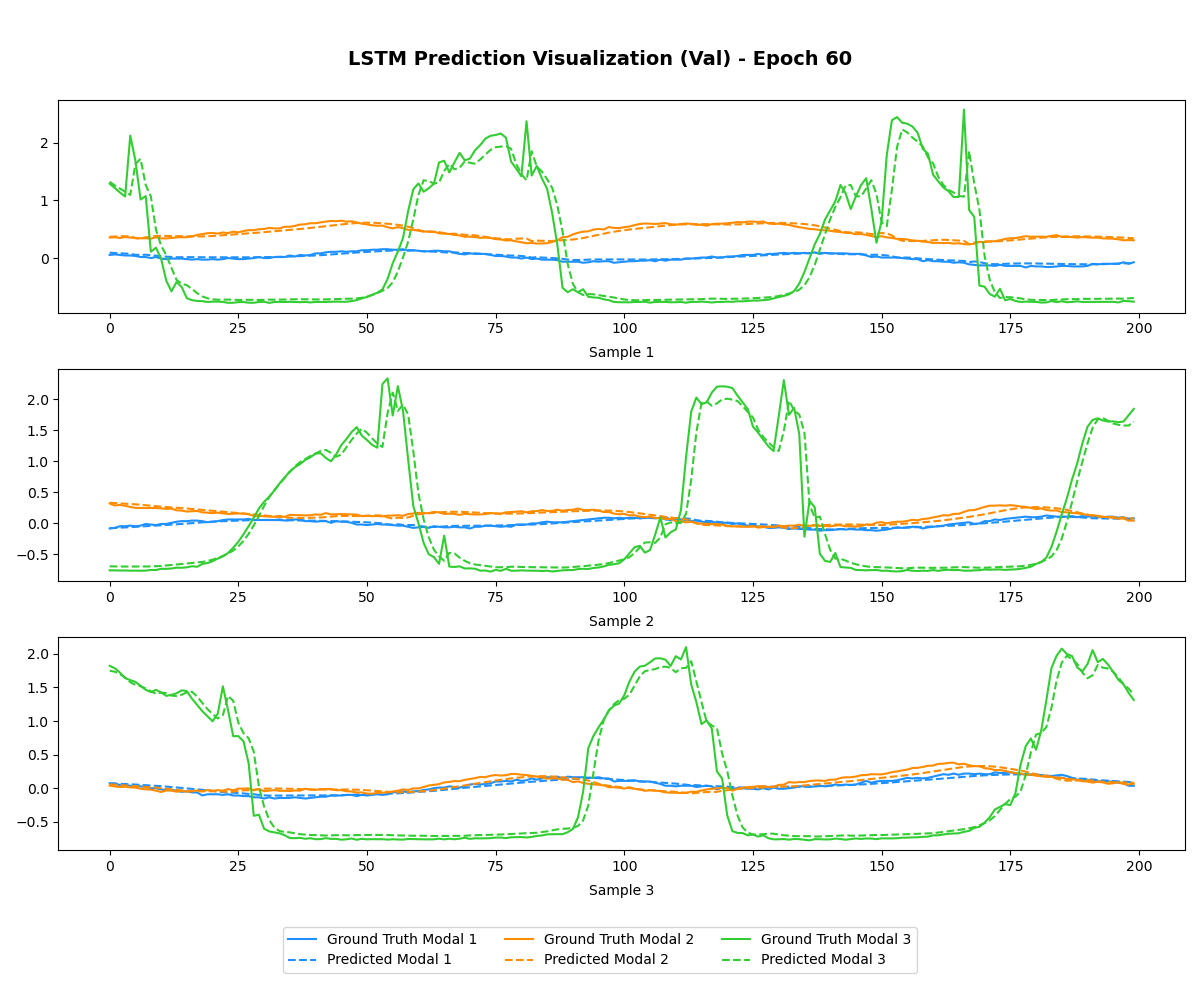 LSTM Prediction Visualization (Val) - Epoch 60
2
1
0
0 25 50 75 100 125 150 175 200
Sample 1
2.0
1.5
1.0
0.5
0.0
−0.5
0 25 50 75 100 125 150 175 200
Sample 2
2.0
1.5
1.0
0.5
0.0
−0.5
0 25 50 75 100 125 150 175 200
Sample 3
Ground Truth Modal 1 Ground Truth Modal 2 Ground Truth Modal 3
Predicted Modal 1 Predicted Modal 2 Predicted Modal 3